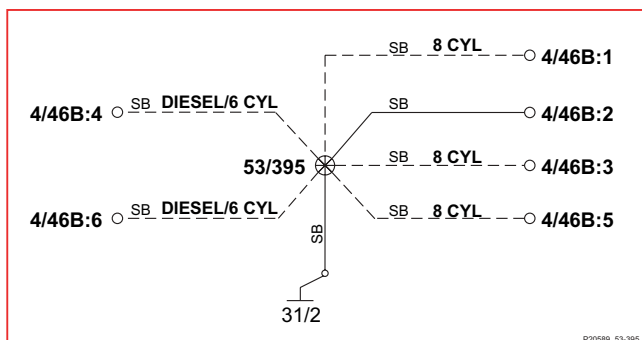 SB 8 CYL 4/46B:1
4/46B:4 SB DIESEL/6 CYL SB 4/46B:2
53/395 SB 8 CYL 4/46B:3
4/46B:6 SB DIESEL/6 CYL SB 8 CYL 4/46B:5
SB
31/2
P20589_53-395